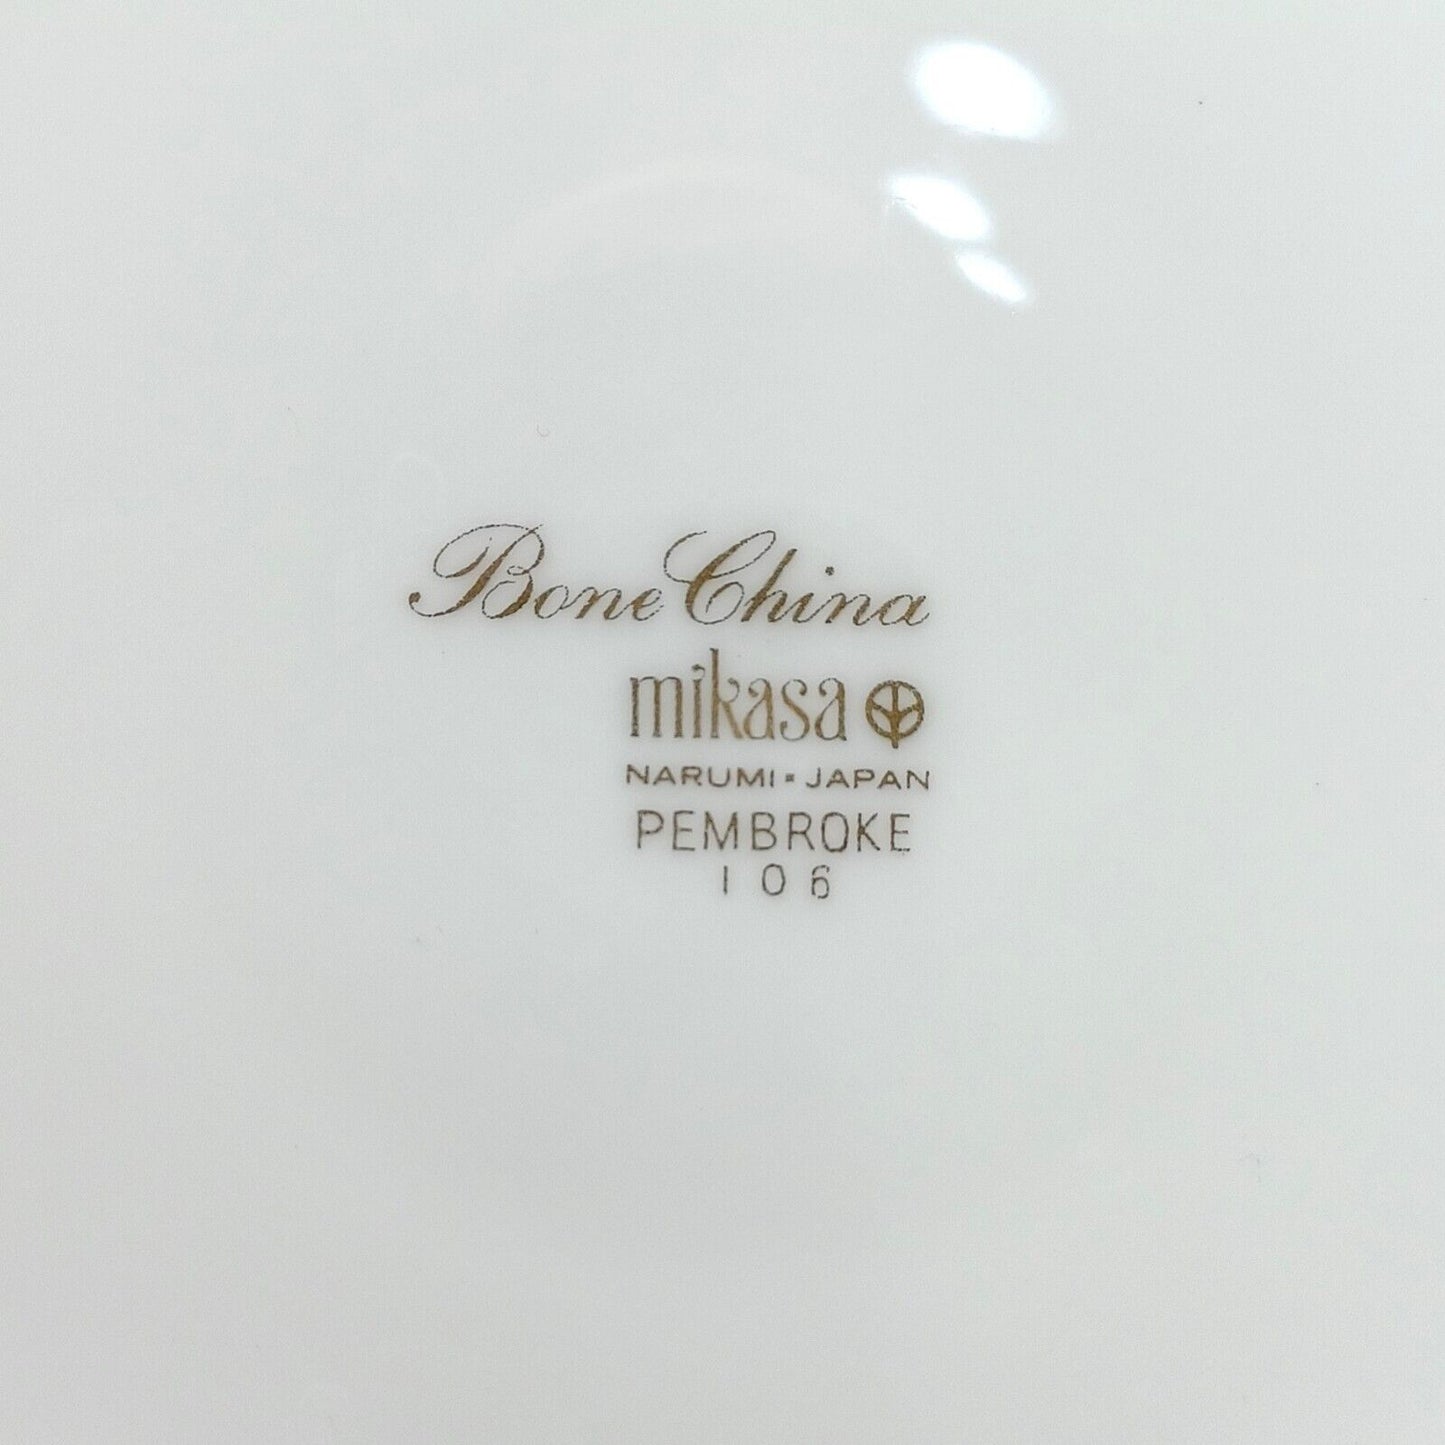 Bone China
mikasa
NARUMI · JAPAN
PEMBROKE
106